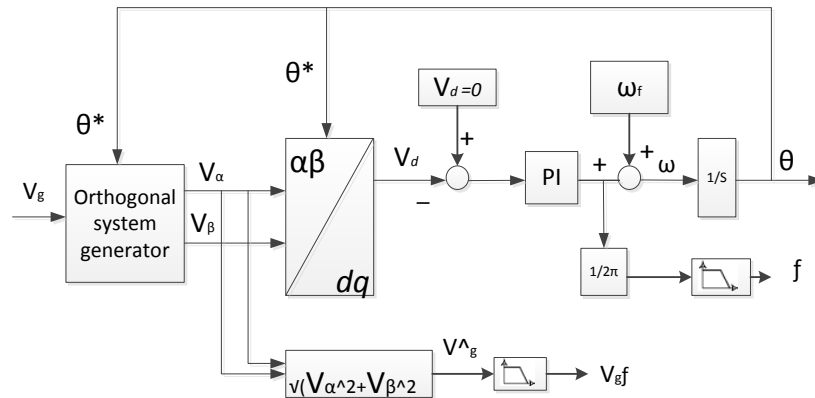 θ*
θ*
V_g
Orthogonal
system
generator
V_α
V_β
αβ
dq
V_d
−
V_d=0
+
PI
+
ω_f
+
ω
1/S
θ
1/2π
f
√(V_α^2+V_β^2
V^_g
V_gf